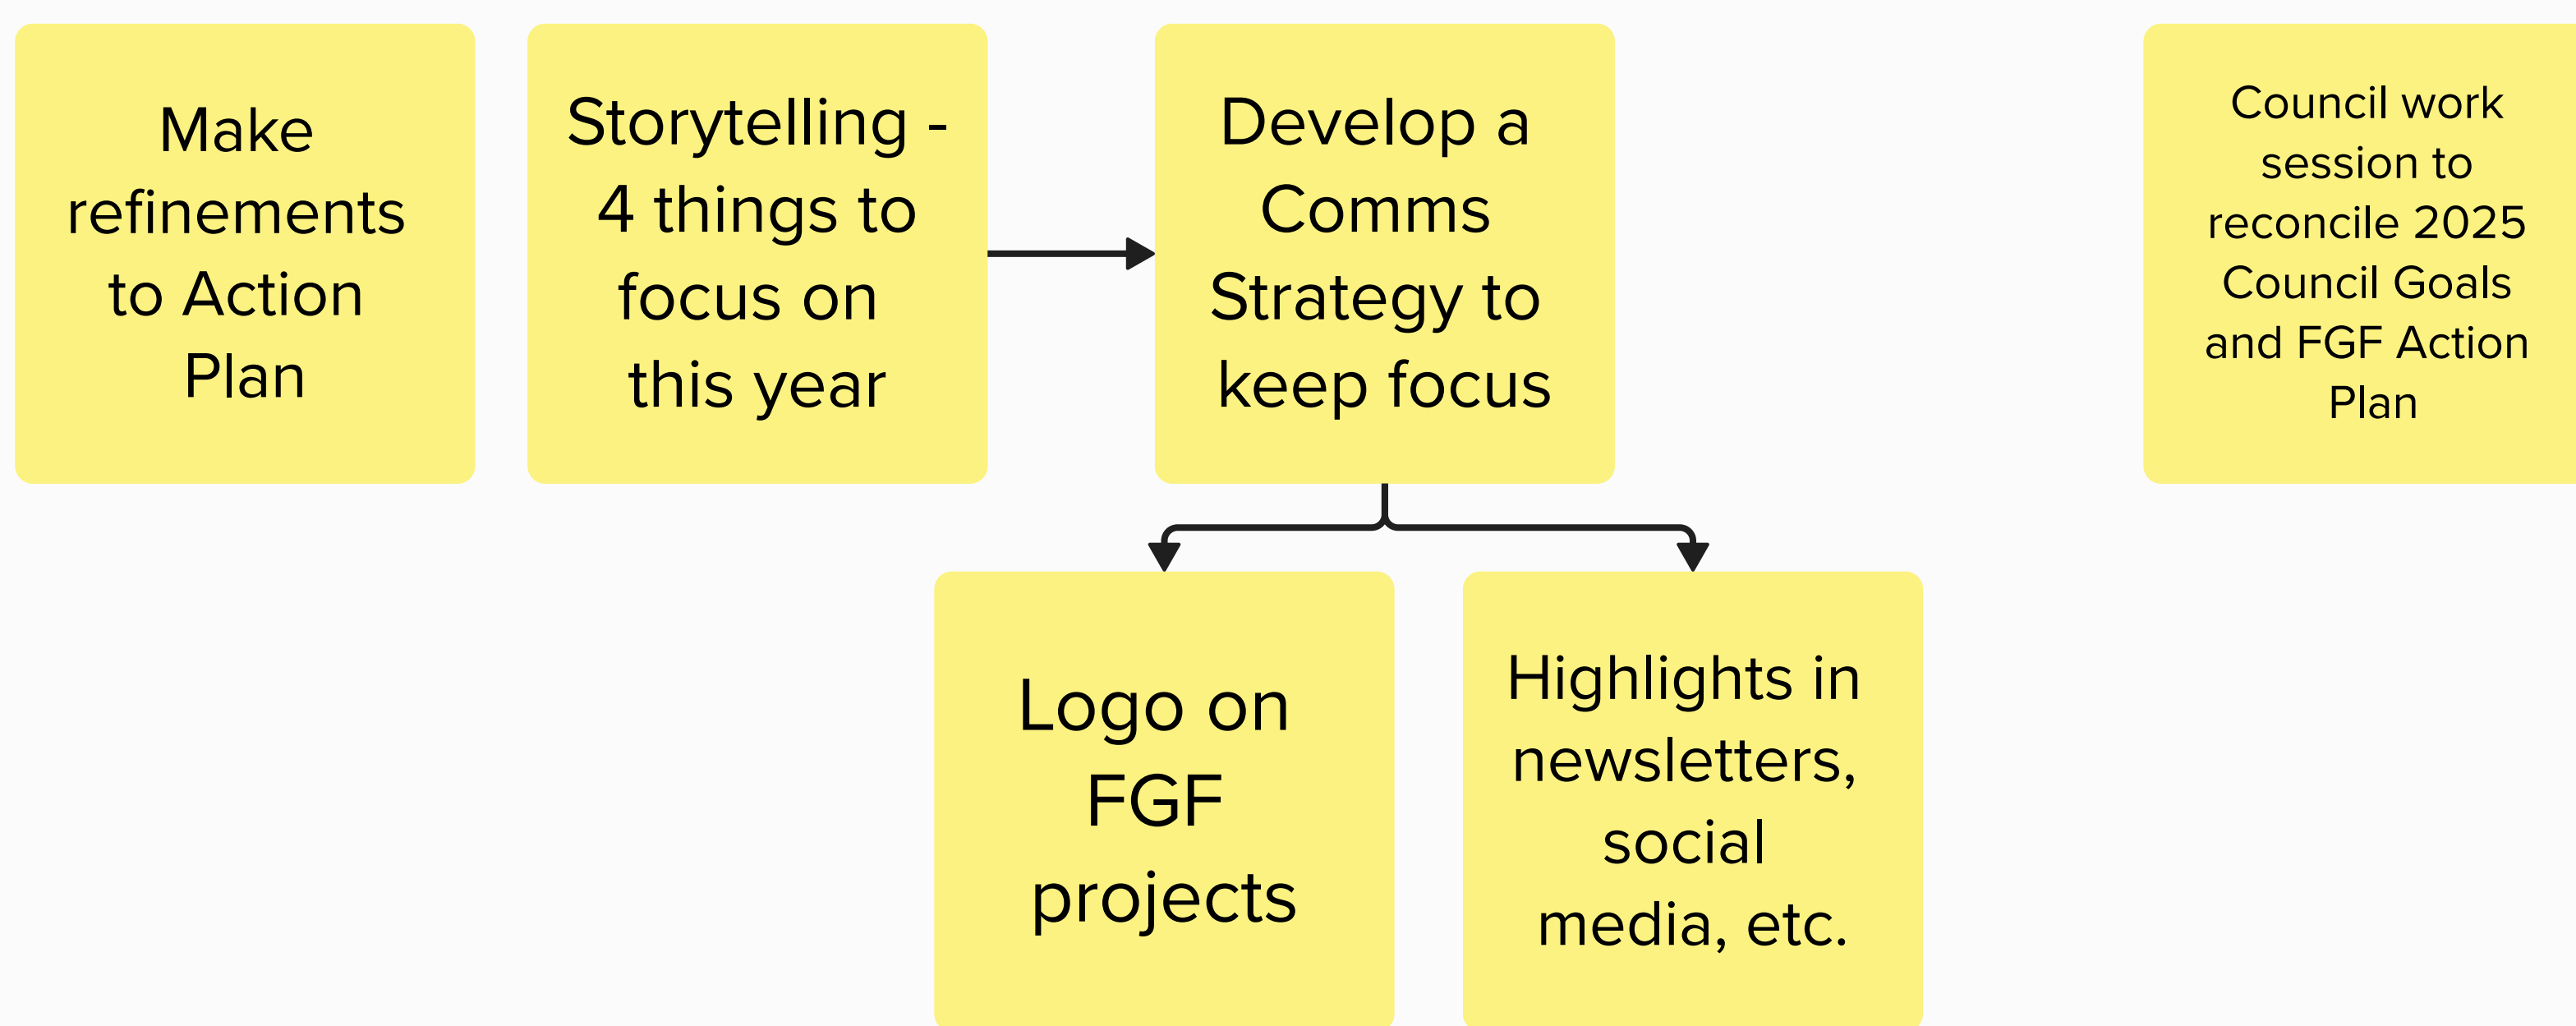 Make
refinements
to Action
Plan
Storytelling -
4 things to
focus on
this year
Develop a
Comms
Strategy to
keep focus
Council work
session to
reconcile 2025
Council Goals
and FGF Action
Plan
Logo on
FGF
projects
Highlights in
newsletters,
social
media, etc.